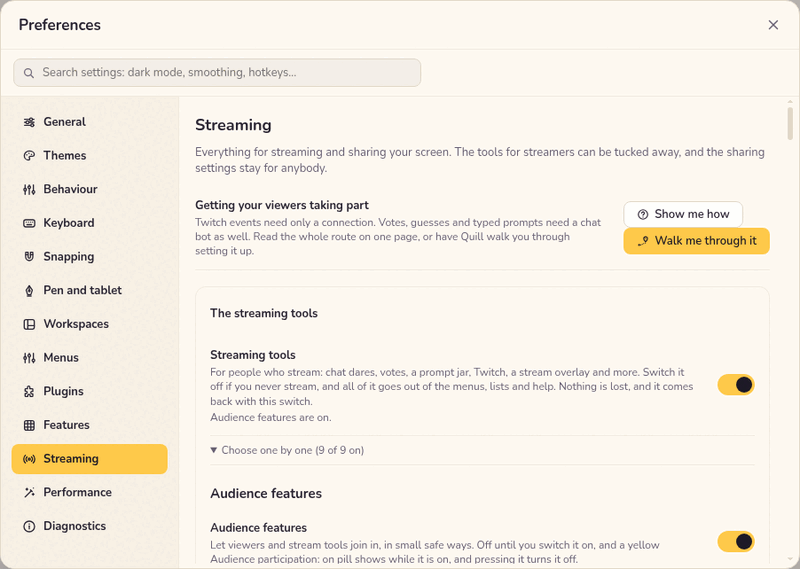 Preferences
Search settings: dark mode, smoothing, hotkeys...
General
Themes
Behaviour
Keyboard
Snapping
Pen and tablet
Workspaces
Menus
Plugins
Features
Streaming
Performance
Diagnostics
Streaming
Everything for streaming and sharing your screen. The tools for streamers can be tucked away, and the sharing
settings stay for anybody.
Getting your viewers taking part
Twitch events need only a connection. Votes, guesses and typed prompts need a chat
bot as well. Read the whole route on one page, or have Quill walk you through
setting it up.
Show me how
Walk me through it
The streaming tools
Streaming tools
For people who stream: chat dares, votes, a prompt jar, Twitch, a stream overlay and more. Switch it
off if you never stream, and all of it goes out of the menus, lists and help. Nothing is lost, and it comes
back with this switch.
Audience features are on.
Choose one by one (9 of 9 on)
Audience features
Audience features
Let viewers and stream tools join in, in small safe ways. Off until you switch it on, and a yellow
Audience participation: on pill shows while it is on, and pressing it turns it off.